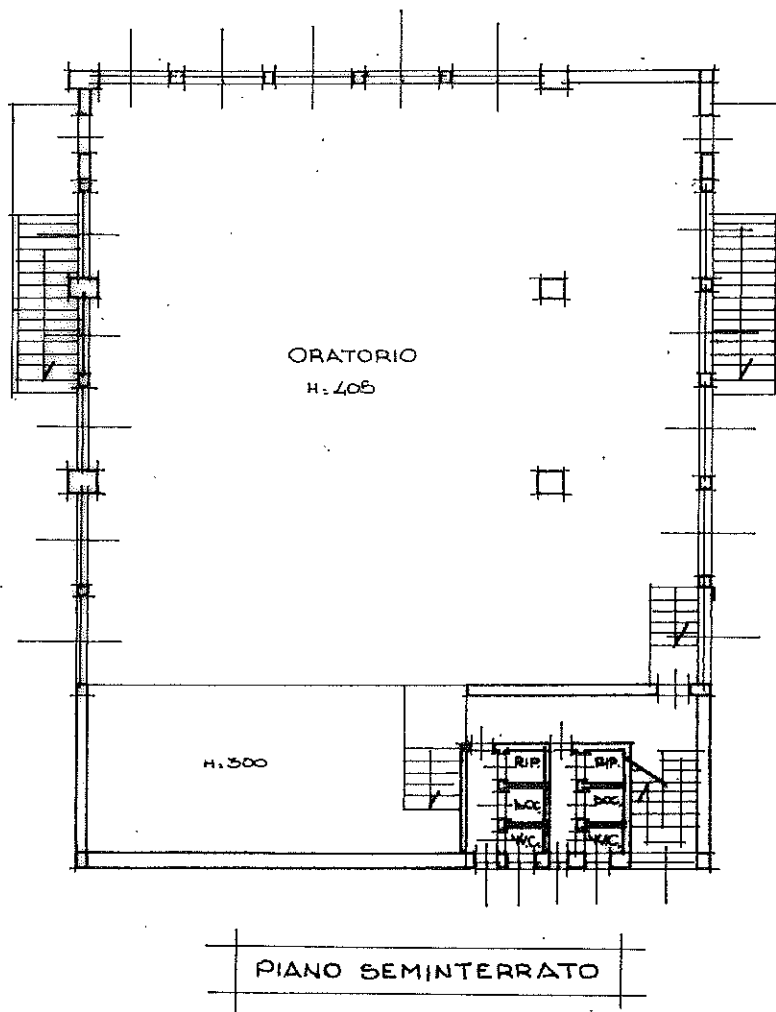 ORATORIO
H=405
H=300
RIP. RIP.
DOC. DOC.
W.C. W.C.
PIANO SEMINTERRATO